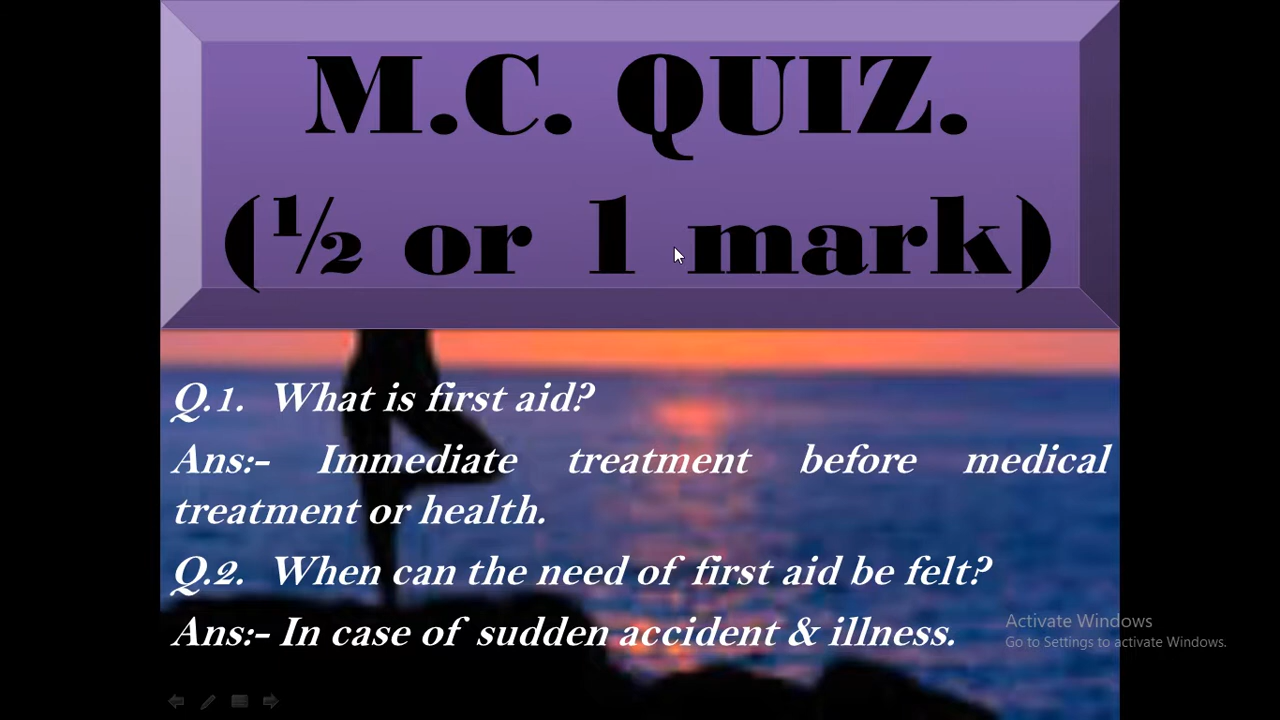 M.C. QUIZ.
(½ or 1 mark)
Q.1. What is first aid?
Ans:- Immediate treatment before medical
treatment or health.
Q.2. When can the need of first aid be felt?
Ans:- In case of sudden accident & illness.
Activate Windows
Go to Settings to activate Windows.